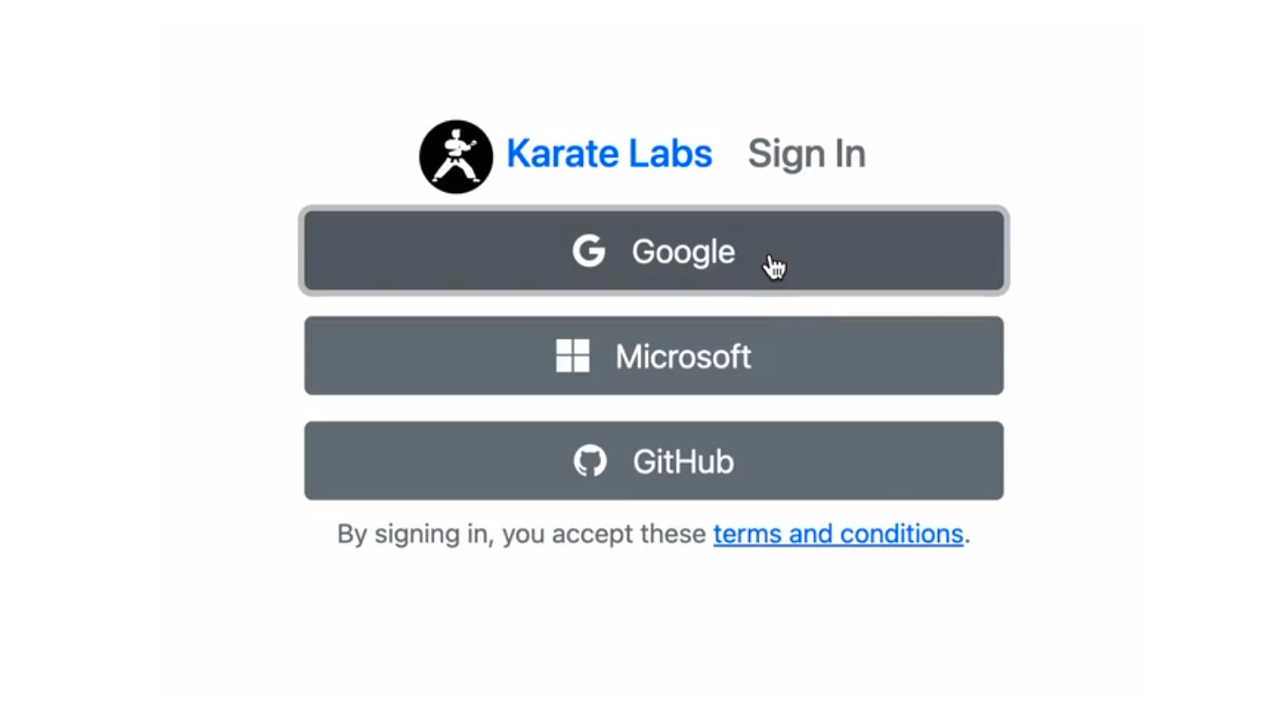 Karate Labs Sign In
Google
Microsoft
GitHub
By signing in, you accept these terms and conditions.